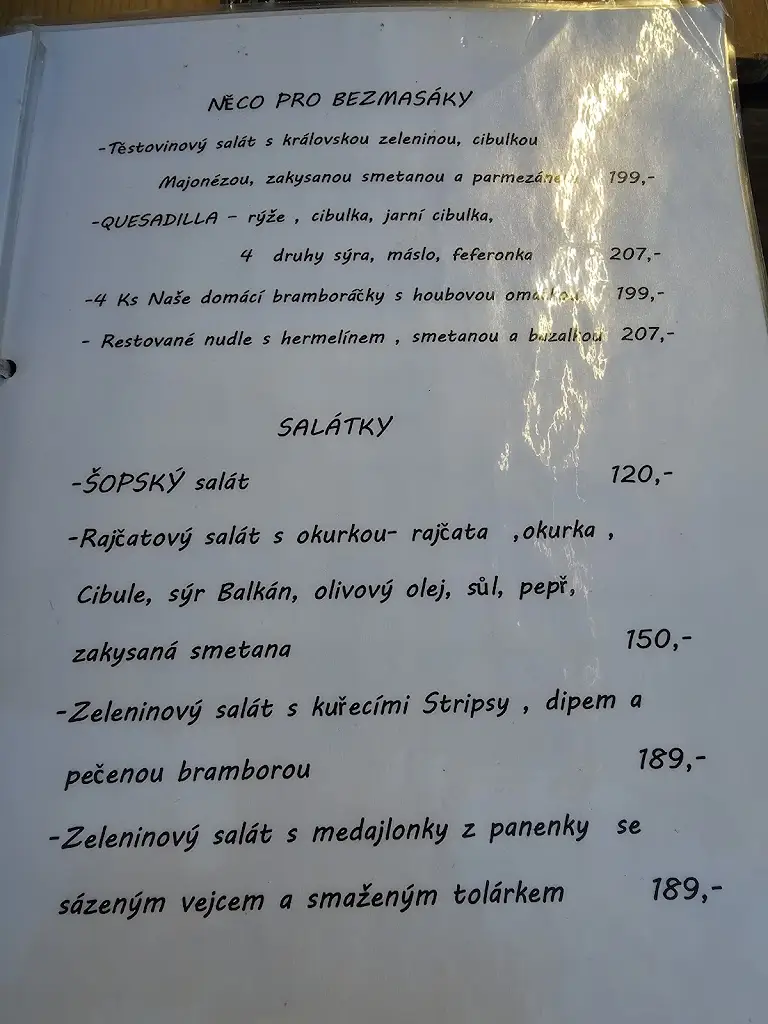 NĚCO PRO BEZMASÁKY
-Těstovinový salát s královskou zeleninou, cibulkou
Majonézou, zakysanou smetanou a parmezánem 199,-
-QUESADILLA - rýže , cibulka, jarní cibulka,
4 druhy sýra, máslo, feferonka 207,-
-4 Ks Naše domácí bramboráčky s houbovou omáčkou 199,-
- Restované nudle s hermelínem , smetanou a bazalkou 207,-
SALÁTKY
-ŠOPSKÝ salát 120,-
-Rajčatový salát s okurkou- rajčata ,okurka ,
Cibule, sýr Balkán, olivový olej, sůl, pepř,
zakysaná smetana 150,-
-Zeleninový salát s kuřecími Stripsy , dipem a
pečenou bramborou 189,-
-Zeleninový salát s medajlonky z panenky se
sázeným vejcem a smaženým tolárkem 189,-